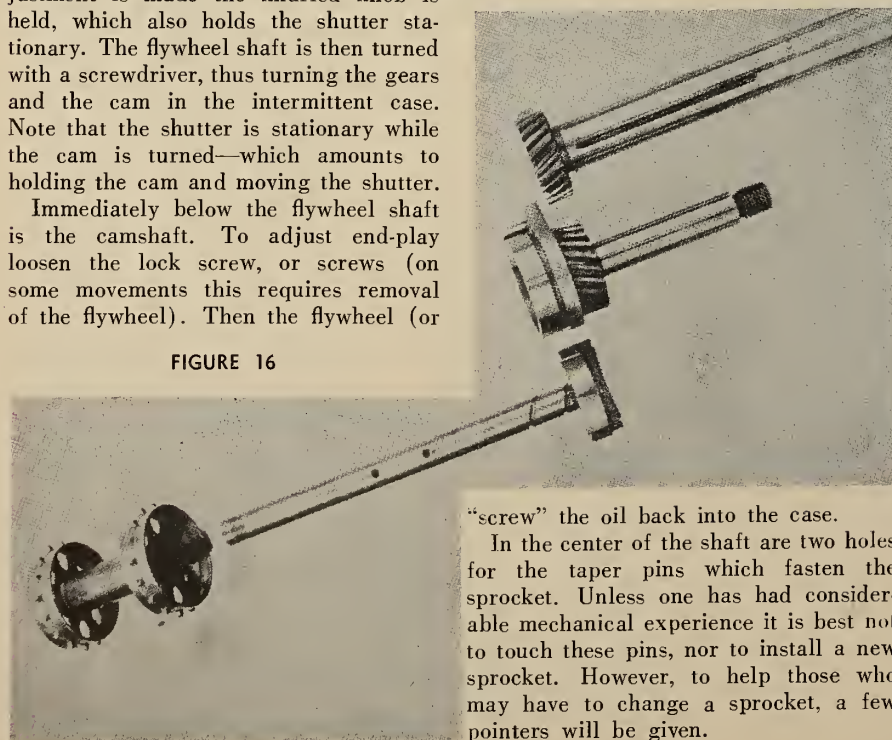 justment is made the knurled knob is
held, which also holds the shutter sta-
tionary. The flywheel shaft is then turned
with a screwdriver, thus turning the gears
and the cam in the intermittent case.
Note that the shutter is stationary while
the cam is turned—which amounts to
holding the cam and moving the shutter.
Immediately below the flywheel shaft
is the camshaft. To adjust end-play
loosen the lock screw, or screws (on
some movements this requires removal
of the flywheel). Then the flywheel (or
FIGURE 16
"screw" the oil back into the case.
In the center of the shaft are two holes
for the taper pins which fasten the
sprocket. Unless one has had consider-
able mechanical experience it is best not
to touch these pins, nor to install a new
sprocket. However, to help those who
may have to change a sprocket, a few
pointers will be given.